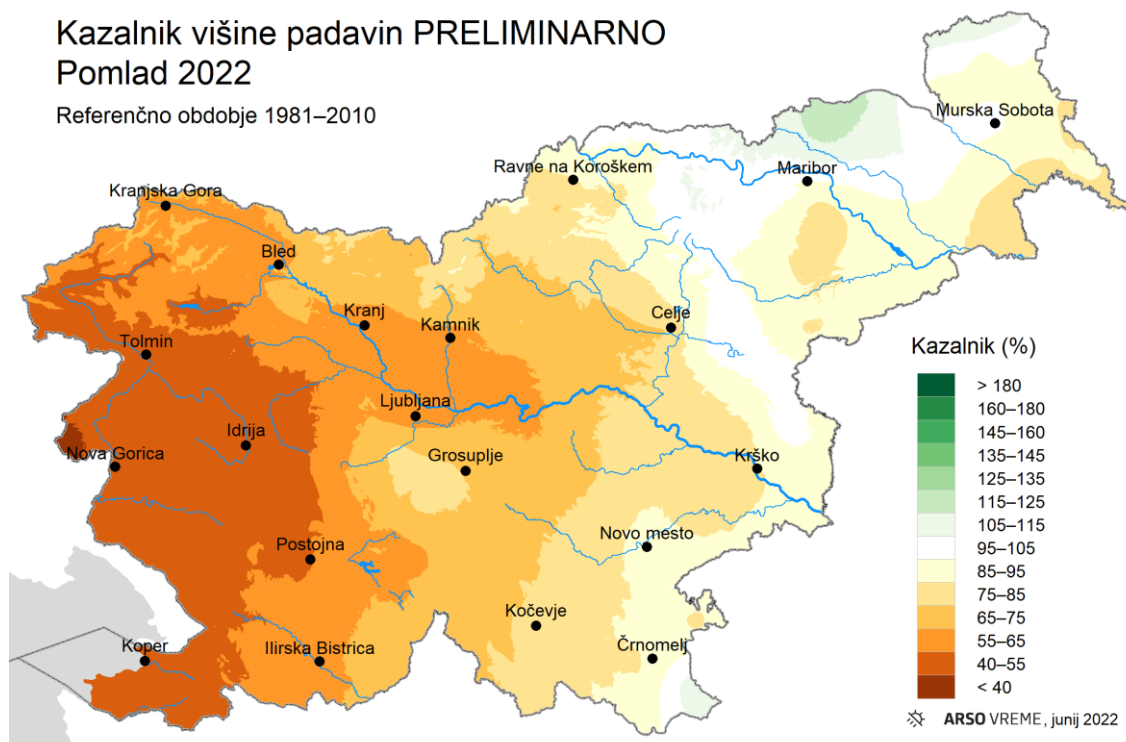 Kazalnik višine padavin PRELIMINARNO
Pomlad 2022
Referenčno obdobje 1981–2010
Murska Sobota
Ravne na Koroškem
Maribor
Kranjska Gora
Bled
Kranj
Kamnik
Celje
Tolmin
Ljubljana
Idrija
Nova Gorica
Grosuplje
Krško
Postojna
Novo mesto
Kočevje
Koper
Ilirska Bistrica
Črnomelj
Kazalnik (%)
> 180
160–180
145–160
135–145
125–135
115–125
105–115
95–105
85–95
75–85
65–75
55–65
40–55
< 40
ARSO VREME, junij 2022